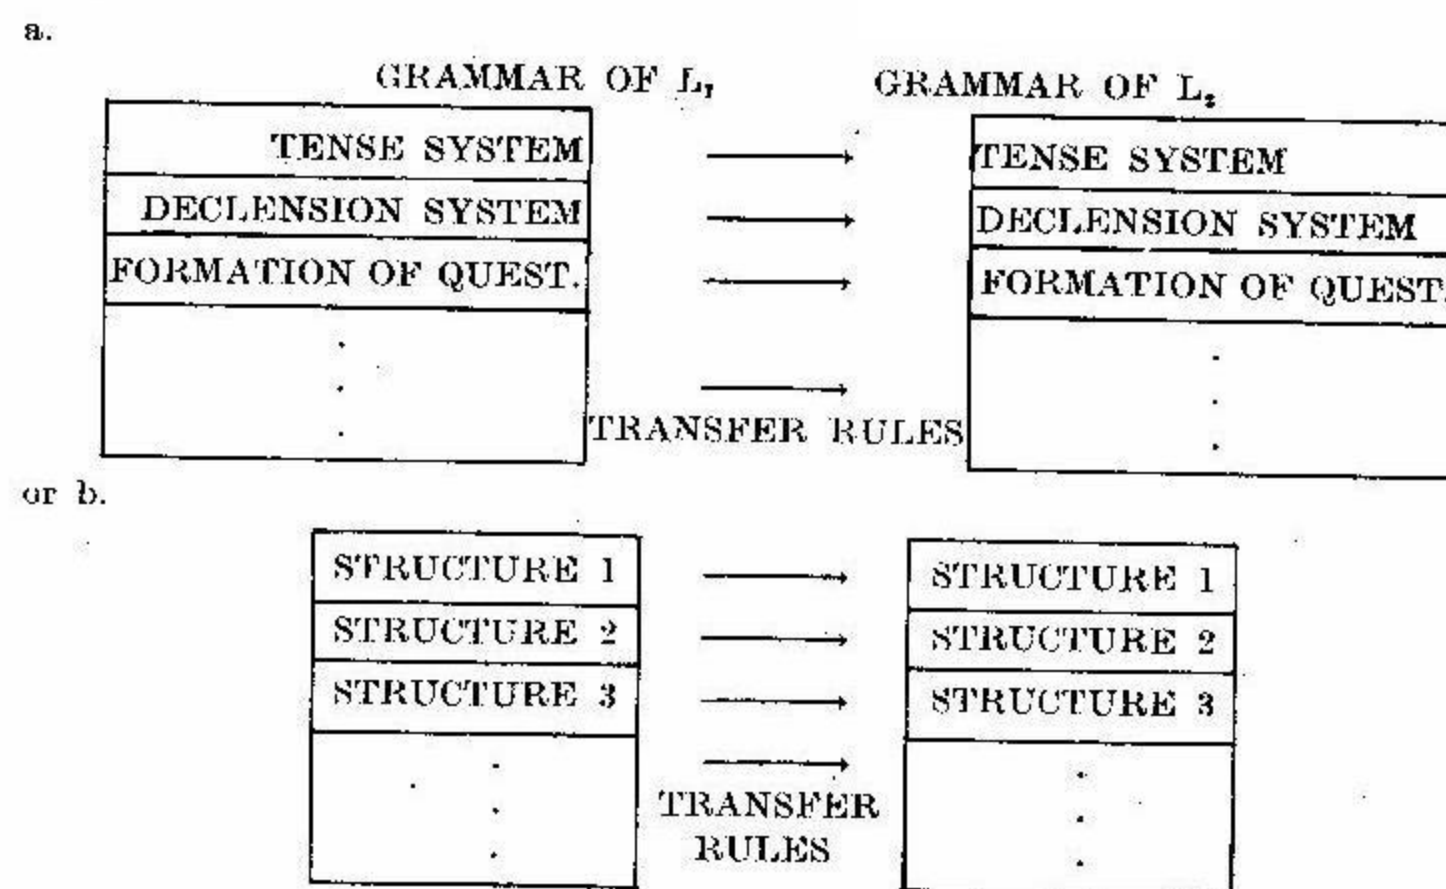 a.
GRAMMAR OF L₁ GRAMMAR OF L₂
TENSE SYSTEM TENSE SYSTEM
DECLENSION SYSTEM DECLENSION SYSTEM
FORMATION OF QUEST. FORMATION OF QUEST.
TRANSFER RULES
or b.
STRUCTURE 1 STRUCTURE 1
STRUCTURE 2 STRUCTURE 2
STRUCTURE 3 STRUCTURE 3
TRANSFER
RULES